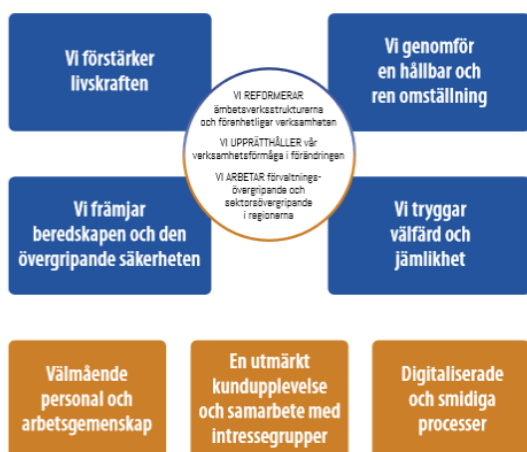 Vi förstärker
livskraften
Vi genomför
en hållbar och
ren omställning
VI REFORMERAR
ämbetsverksstrukturerna
och förenhetligar verksamheten
VI UPPRÄTTHÅLLER vår
verksamhetsförmåga i förändringen
VI ARBETAR förvaltnings-
övergripande och
sektorsövergripande
i regionerna
Vi främjar
beredskapen och den
övergripande säkerheten
Vi tryggar
välfärd och
jämlikhet
Välmående
personal och
arbetsgemenskap
En utmärkt
kundupplevelse
och samarbete med
intressegrupper
Digitaliserade
och smidiga
processer